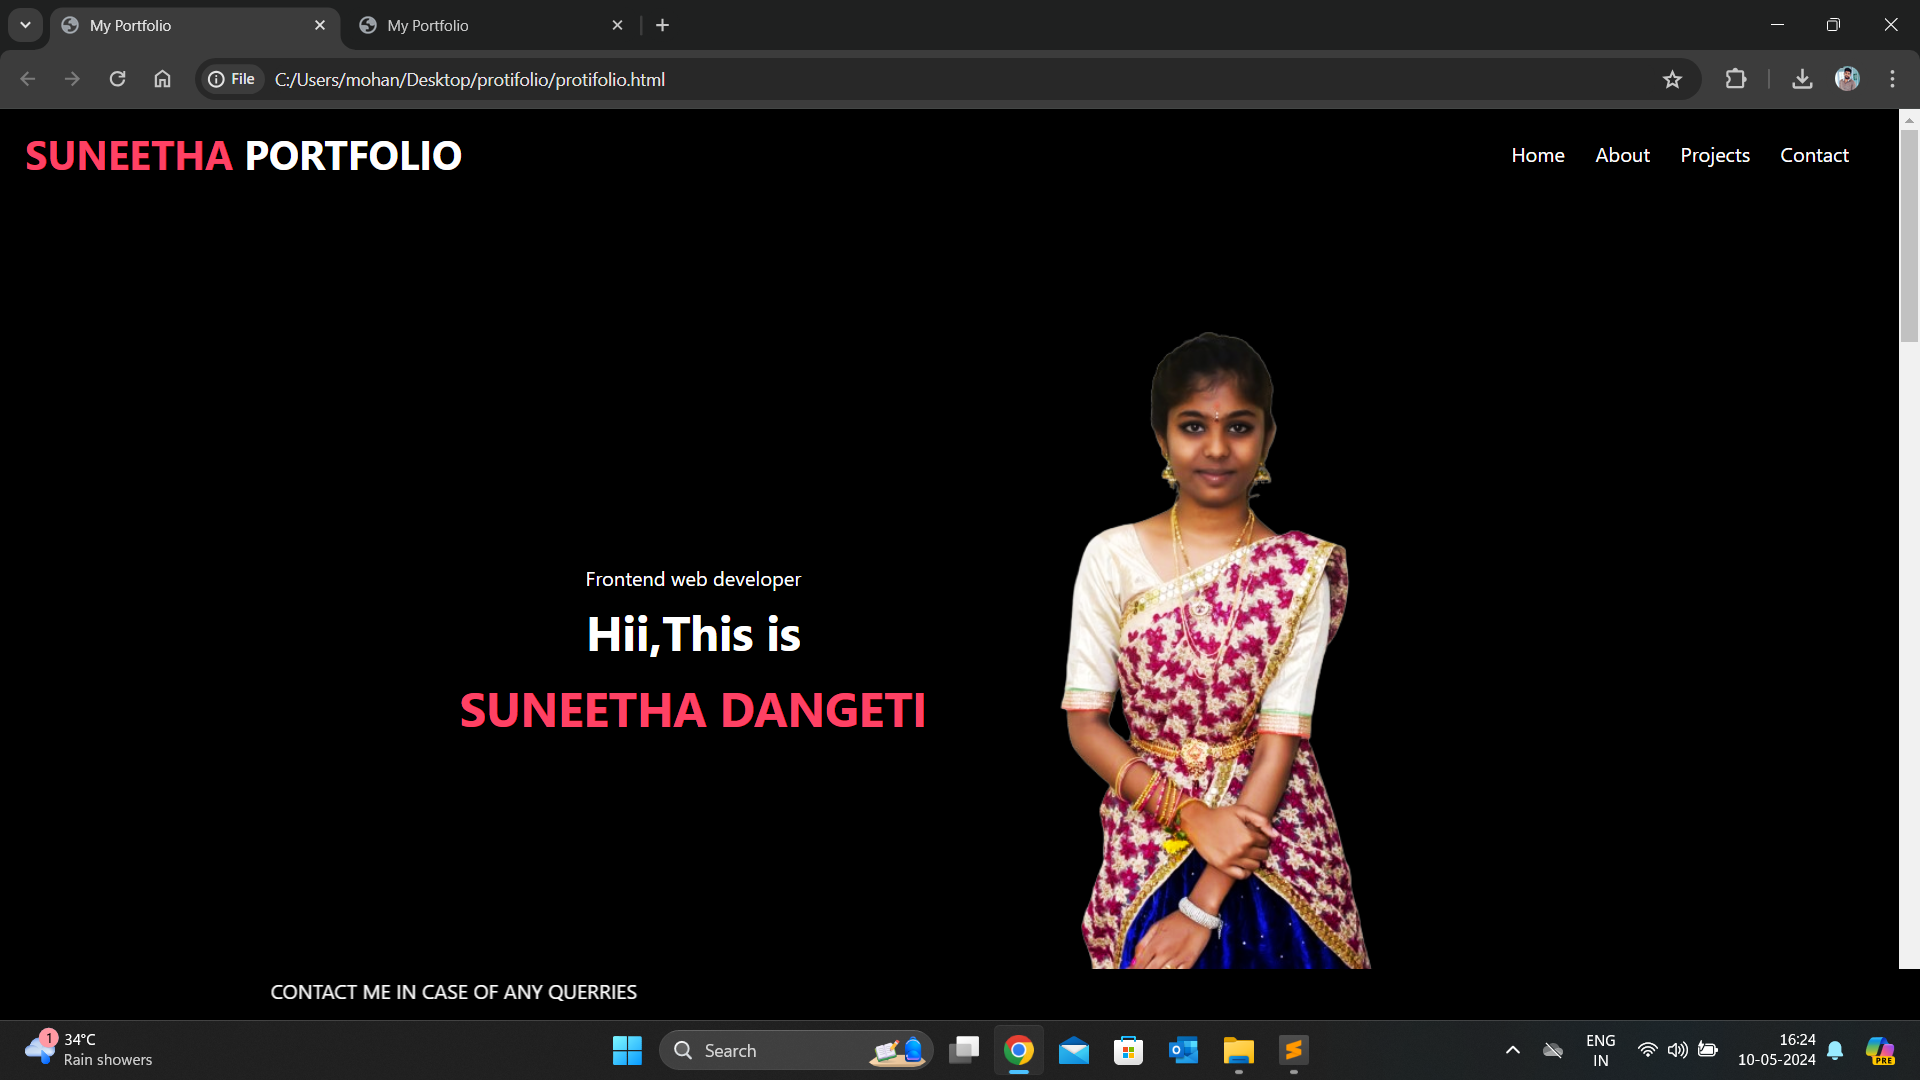 My Portfolio
My Portfolio
File
C:/Users/mohan/Desktop/protifolio/protifolio.html
SUNEETHA PORTFOLIO
Home
About
Projects
Contact
Frontend web developer
Hii,This is
SUNEETHA DANGETI
CONTACT ME IN CASE OF ANY QUERRIES
1
34°C
Rain showers
Search
ENG
IN
16:24
10-05-2024
PRE